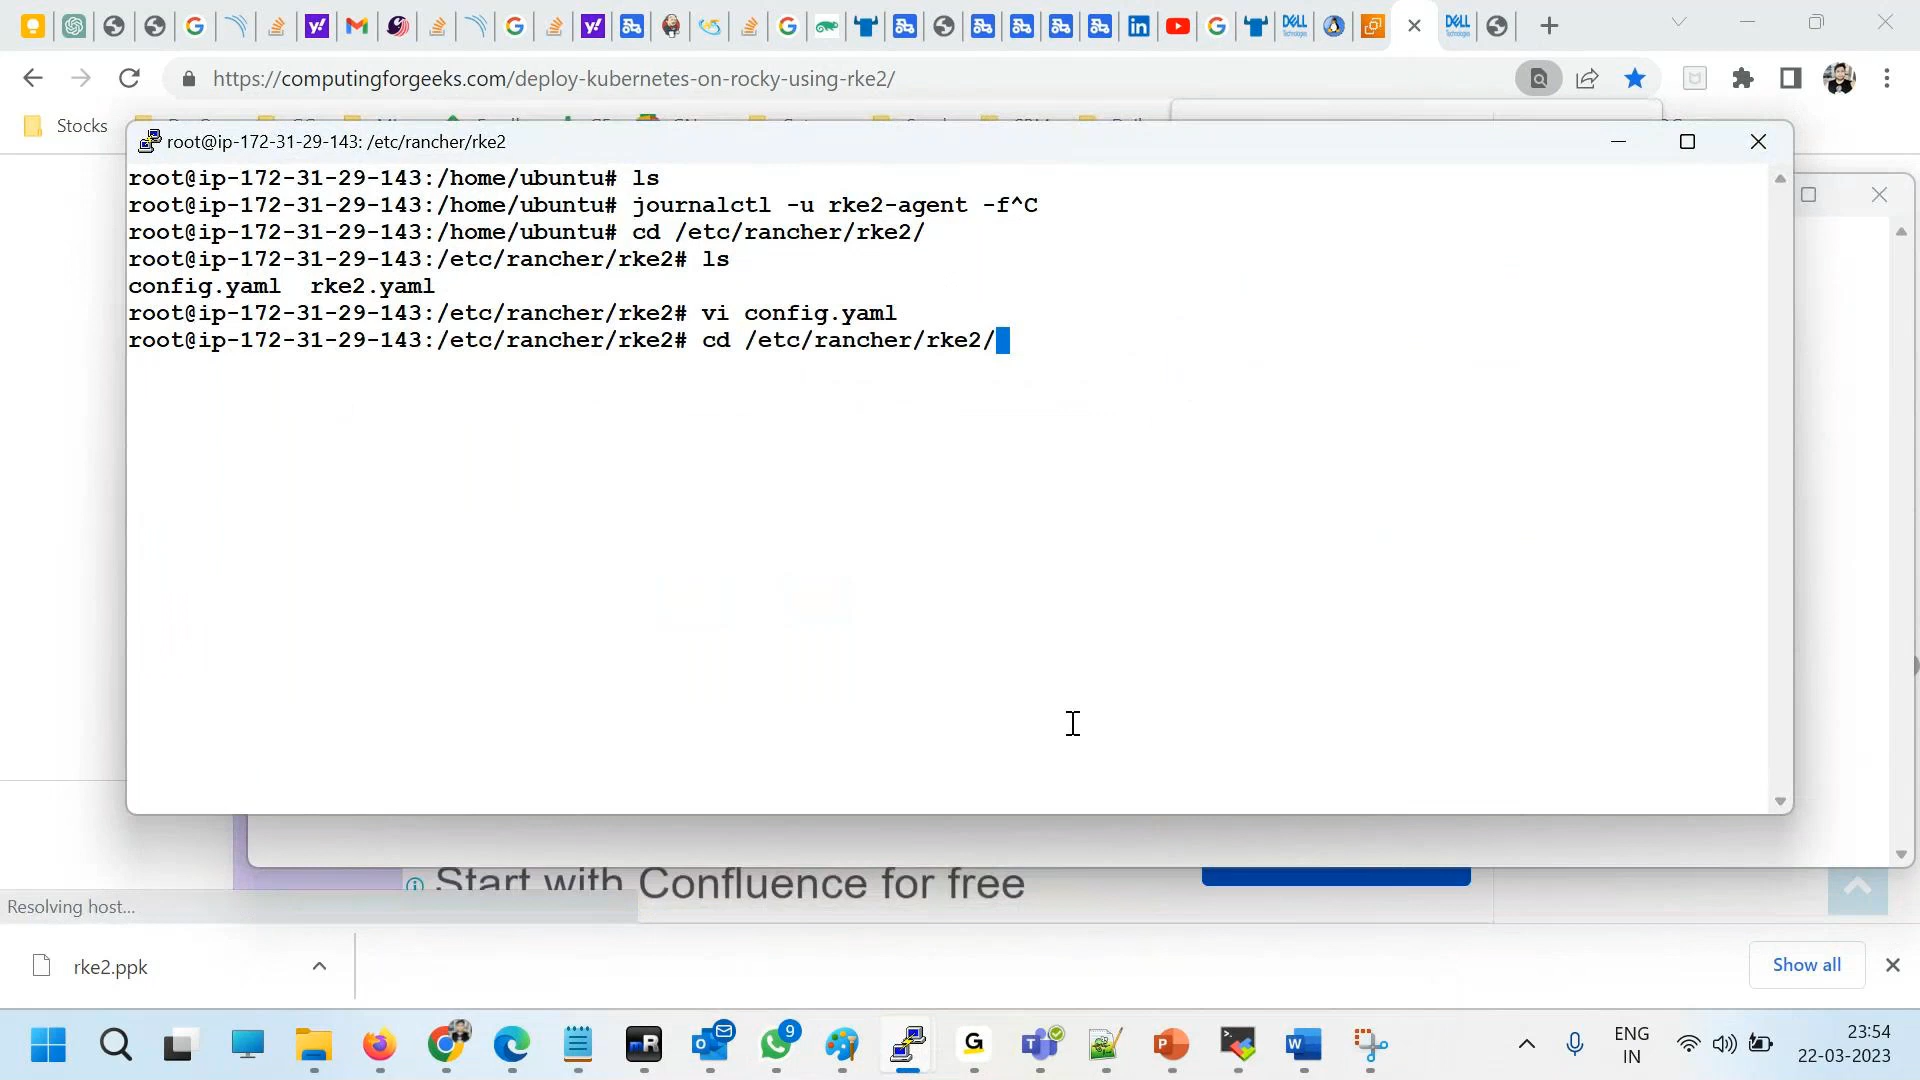 https://computingforgeeks.com/deploy-kubernetes-on-rocky-using-rke2/
Stocks
root@ip-172-31-29-143: /etc/rancher/rke2
root@ip-172-31-29-143:/home/ubuntu# ls
root@ip-172-31-29-143:/home/ubuntu# journalctl -u rke2-agent -f^C
root@ip-172-31-29-143:/home/ubuntu# cd /etc/rancher/rke2/
root@ip-172-31-29-143:/etc/rancher/rke2# ls
config.yaml  rke2.yaml
root@ip-172-31-29-143:/etc/rancher/rke2# vi config.yaml
root@ip-172-31-29-143:/etc/rancher/rke2# cd /etc/rancher/rke2/
Start with Confluence for free
Resolving host...
rke2.ppk
Show all
9
ENG
IN
23:54
22-03-2023